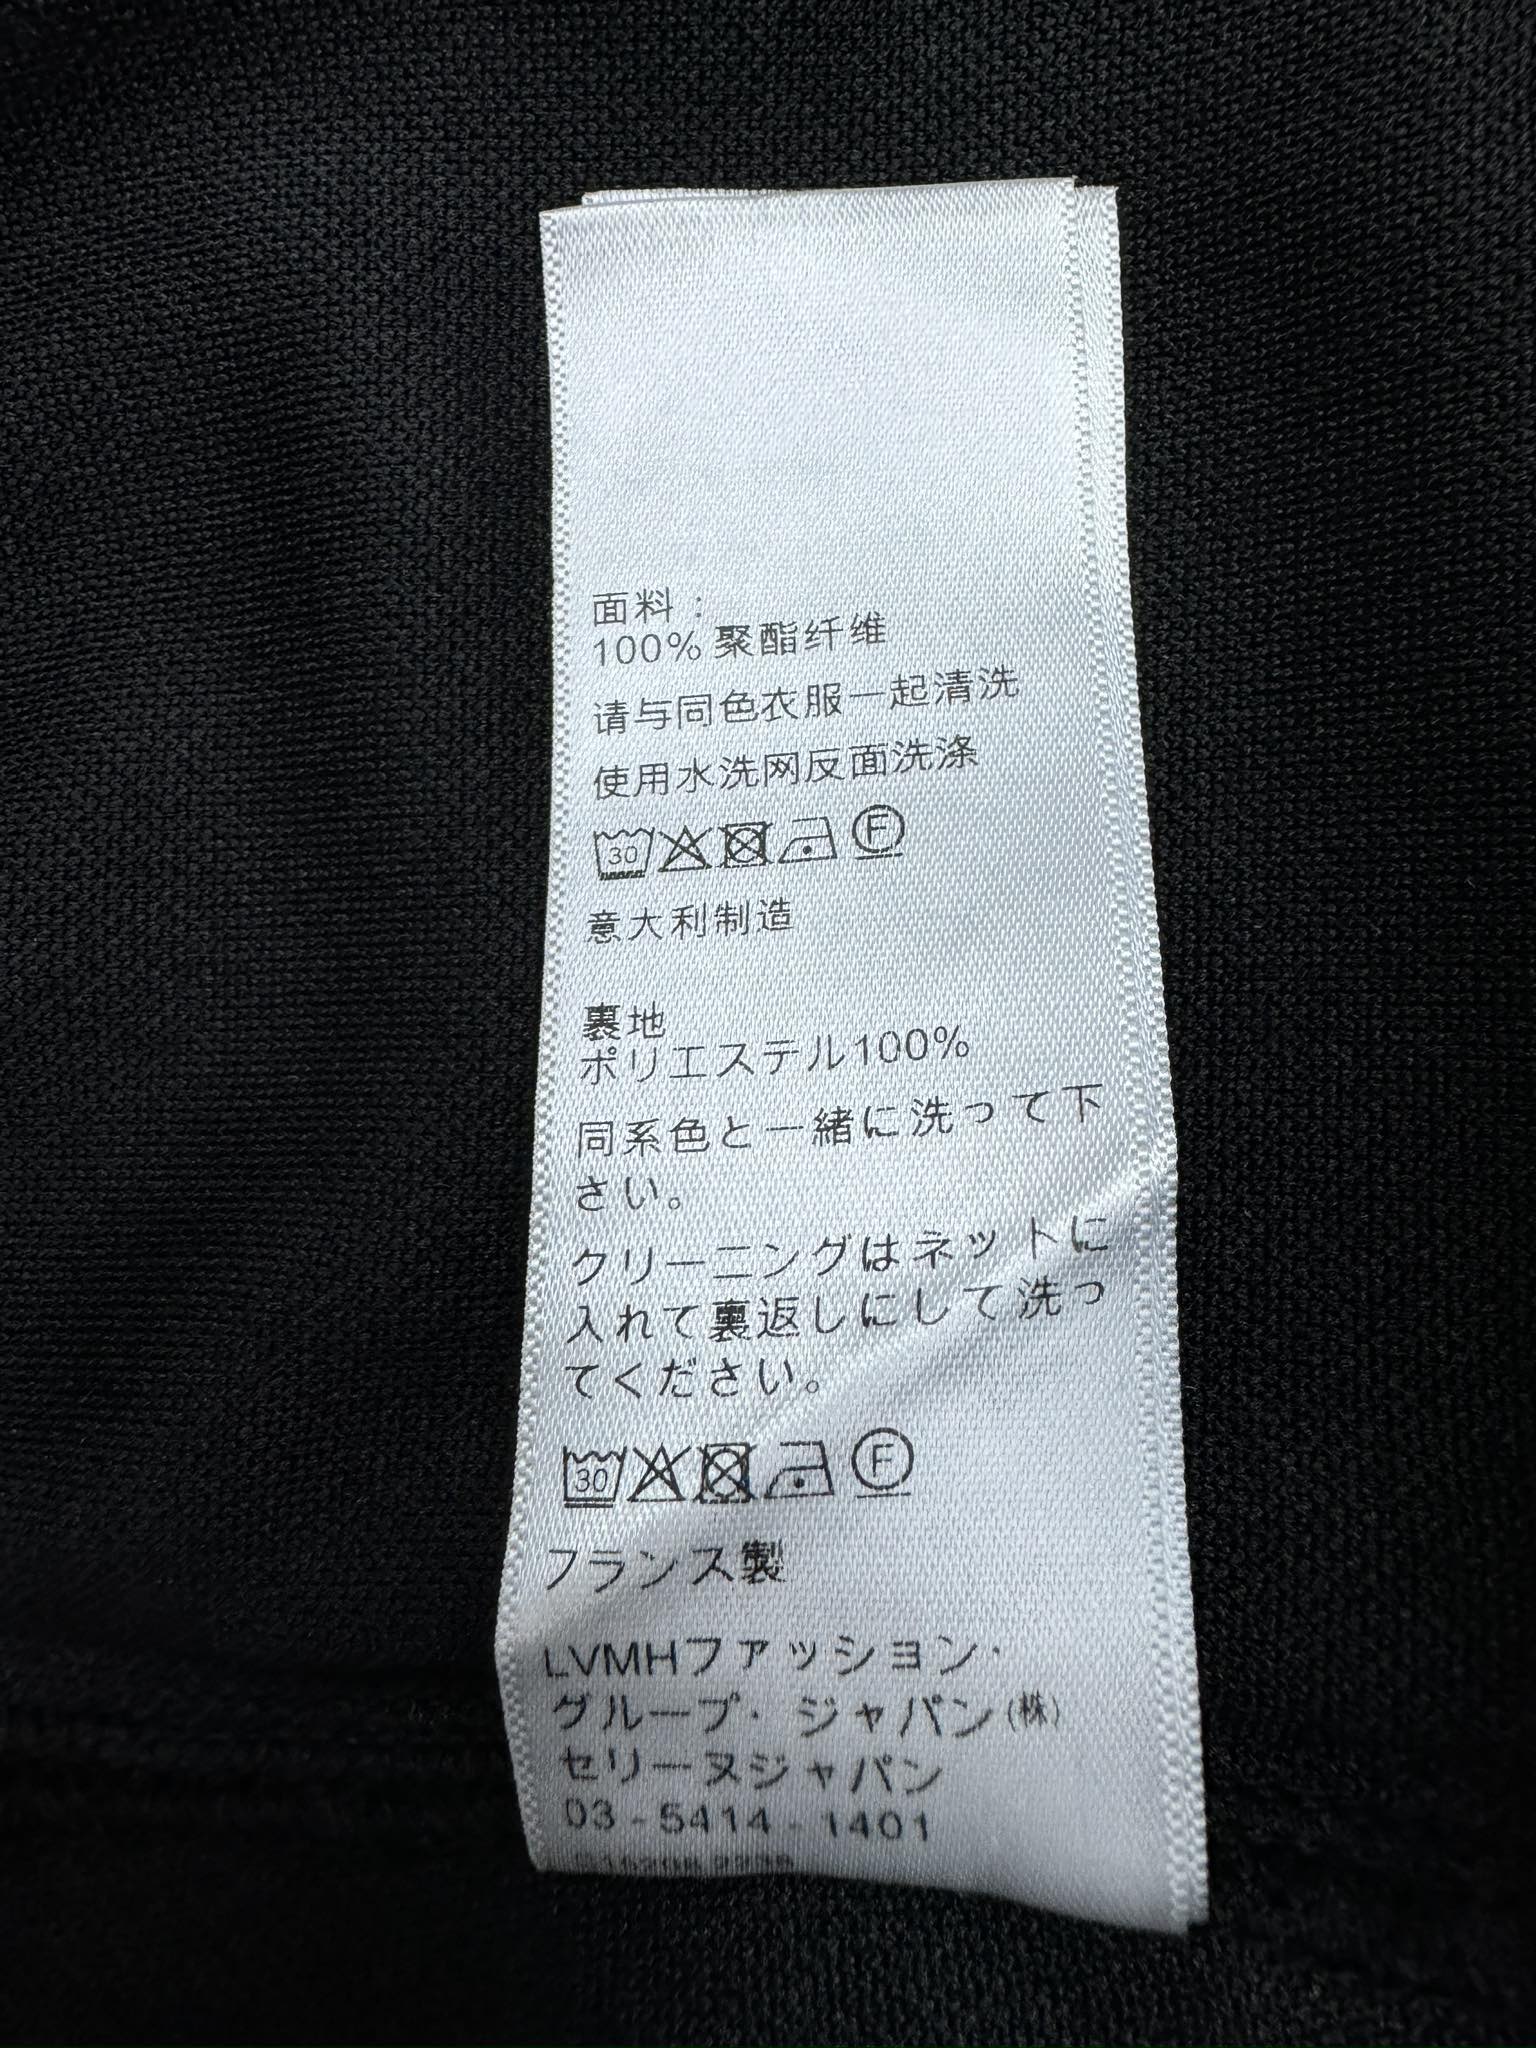 面料：
100% 聚酯纤维
请与同色衣服一起清洗
使用水洗网反面洗涤
30 F
意大利制造
裏地
ポリエステル100%
同系色と一緒に洗って下
さい。
クリーニングはネットに
入れて裏返しにして洗っ
てください。
30 F
フランス製
LVMHファッション・
グループ・ジャパン(株)
セリーヌジャパン
03-5414-1401